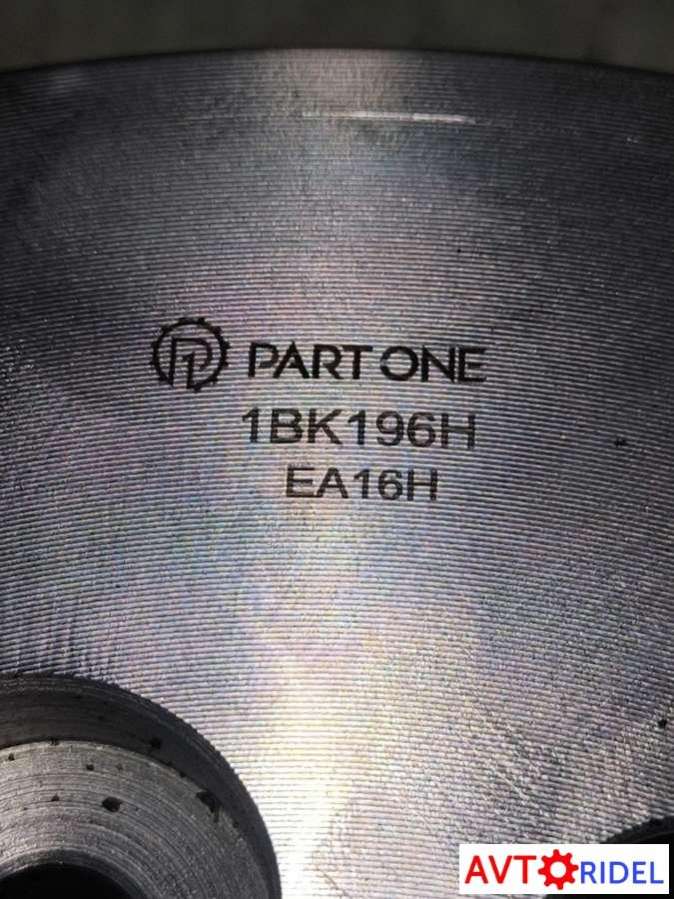 PART ONE
1BK196H
EA16H
AVTORIDEL